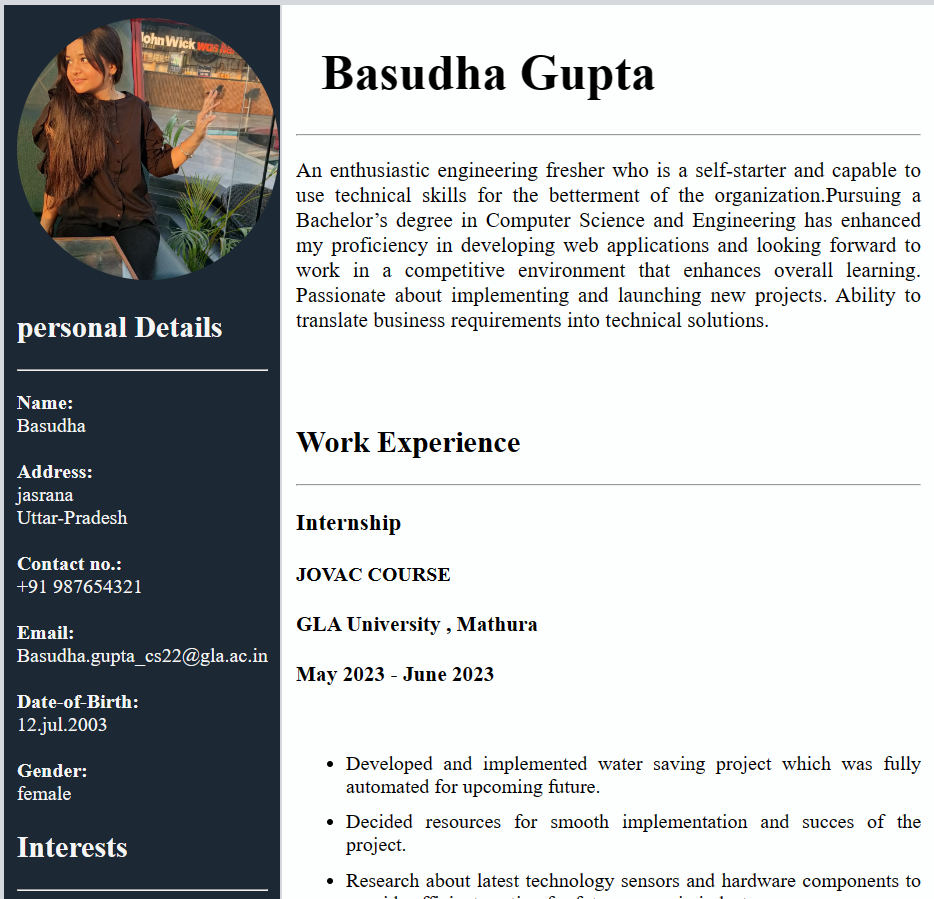 John Wick was he
personal Details
Name:
Basudha
Address:
jasrana
Uttar-Pradesh
Contact no.:
+91 987654321
Email:
Basudha.gupta_cs22@gla.ac.in
Date-of-Birth:
12.jul.2003
Gender:
female
Interests
Basudha Gupta
An enthusiastic engineering fresher who is a self-starter and capable to
use technical skills for the betterment of the organization.Pursuing a
Bachelor’s degree in Computer Science and Engineering has enhanced
my proficiency in developing web applications and looking forward to
work in a competitive environment that enhances overall learning.
Passionate about implementing and launching new projects. Ability to
translate business requirements into technical solutions.
Work Experience
Internship
JOVAC COURSE
GLA University , Mathura
May 2023 - June 2023
• Developed and implemented water saving project which was fully
automated for upcoming future.
• Decided resources for smooth implementation and succes of the
project.
• Research about latest technology sensors and hardware components to